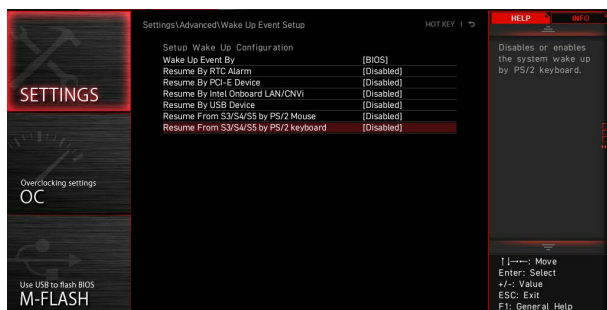 Settings\Advanced\Wake Up Event Setup
HOT KEY |
HELP
INFO
SETTINGS
Overclocking settings
OC
Use USB to flash BIOS
M-FLASH
Setup Wake Up Configuration
Wake Up Event By [BIOS]
Resume By RTC Alarm [Disabled]
Resume By PCI-E Device [Disabled]
Resume By Intel Onboard LAN/CNVi [Disabled]
Resume By USB Device [Disabled]
Resume From S3/S4/S5 by PS/2 Mouse [Disabled]
Resume From S3/S4/S5 by PS/2 keyboard [Disabled]
Disables or enables
the system wake up
by PS/2 keyboard.
↑↓→←: Move
Enter: Select
+/-: Value
ESC: Exit
F1: General Help